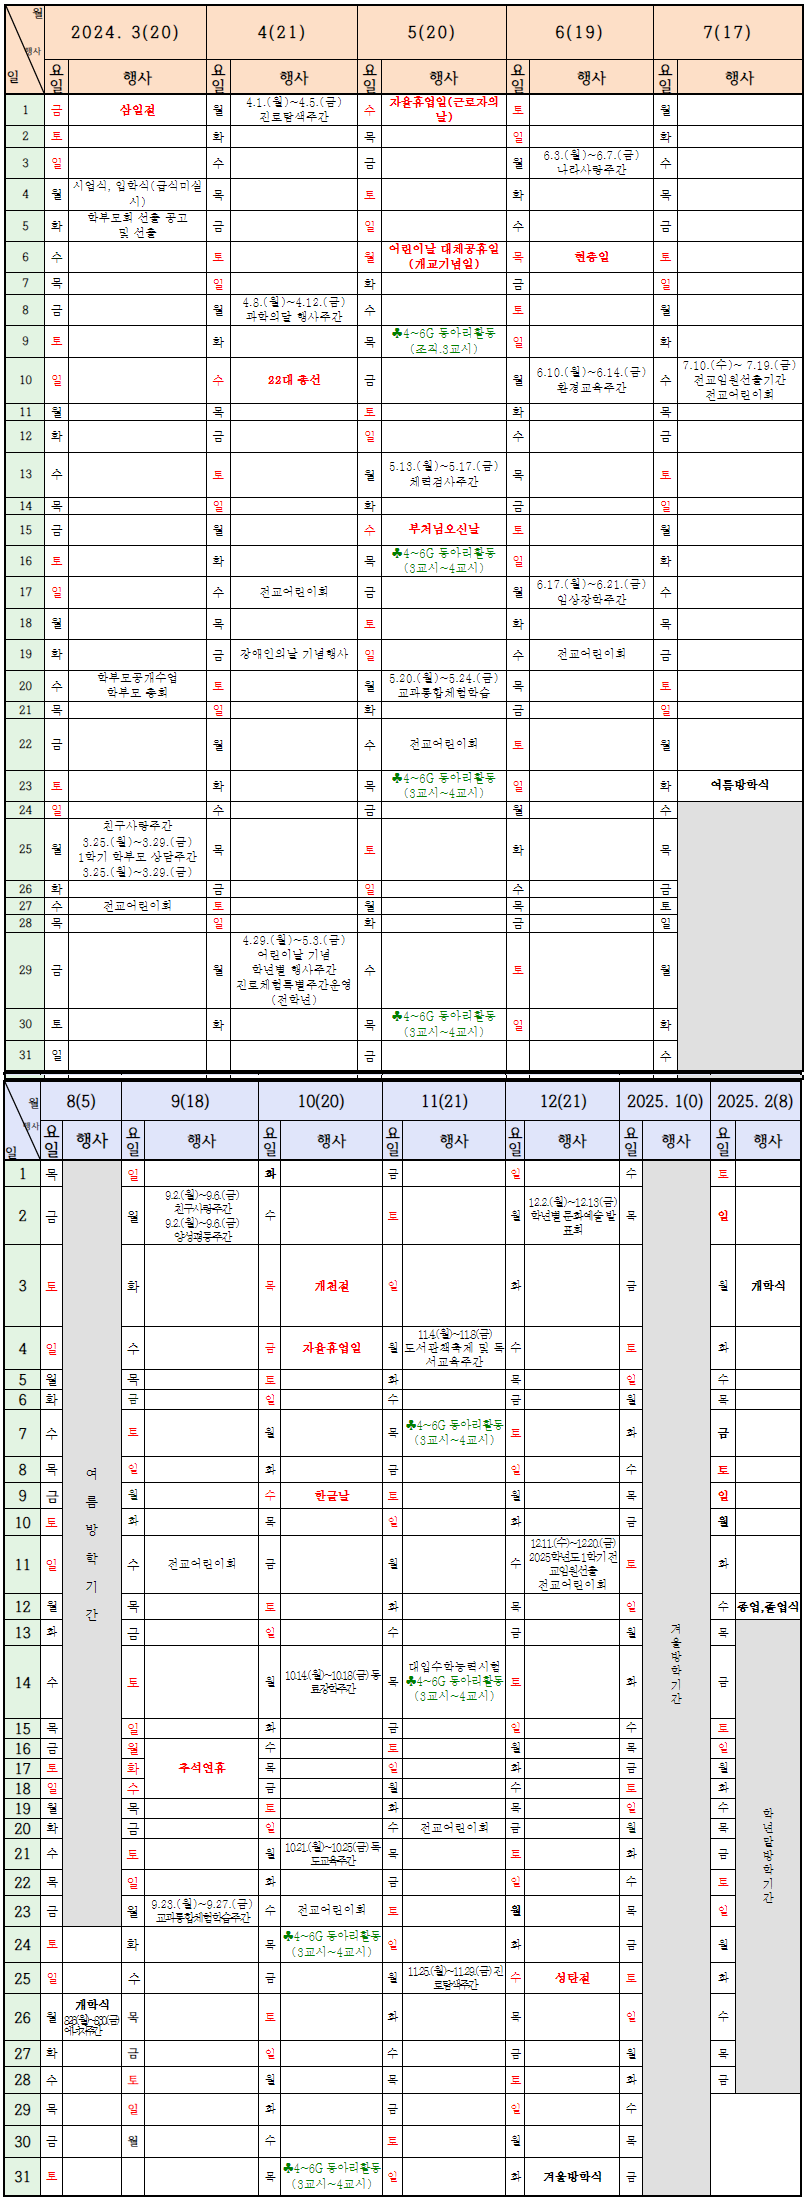 월 2024. 3(20) 4(21) 5(20) 6(19) 7(17)
행사
일 요일 행사 요일 행사 요일 행사 요일 행사 요일 행사
1 금 삼일절 월 4.1.(월)~4.5.(금) 진로탐색주간 수 자율휴업일(근로자의 날) 토 월
2 토 화 목 일 화
3 일 수 금 월 6.3.(월)~6.7.(금) 나라사랑주간 수
4 월 시업식, 입학식(급식미실시) 목 토 화 목
5 화 학부모회 선출 공고 및 선출 금 일 수 금
6 수 토 월 어린이날 대체공휴일 (개교기념일) 목 현충일 토
7 목 일 화 금 일
8 금 월 4.8.(월)~4.12.(금) 과학의달 행사주간 수 토 월
9 토 화 목 ♣4~6G 동아리활동 (조직.3교시) 일 화
10 일 수 22대 총선 금 월 6.10.(월)~6.14.(금) 환경교육주간 수 7.10.(수)~ 7.19.(금) 전교임원선출기간 전교어린이회
11 월 목 토 화 목
12 화 금 일 수 금
13 수 토 월 5.13.(월)~5.17.(금) 체력검사주간 목 토
14 목 일 화 금 일
15 금 월 수 부처님오신날 토 월
16 토 화 목 ♣4~6G 동아리활동 (3교시~4교시) 일 화
17 일 수 전교어린이회 금 월 6.17.(월)~6.21.(금) 임상장학주간 수
18 월 목 토 화 목
19 화 금 장애인의날 기념행사 일 수 전교어린이회 금
20 수 학부모공개수업 학부모 총회 토 월 5.20.(월)~5.24.(금) 교과통합체험학습 목 토
21 목 일 화 금 일
22 금 월 수 전교어린이회 토 월
23 토 화 목 ♣4~6G 동아리활동 (3교시~4교시) 일 화 여름방학식
24 일 수 금 월 수
25 월 친구사랑주간 3.25.(월)~3.29.(금) 1학기 학부모 상담주간 3.25.(월)~3.29.(금) 목 토 화 목
26 화 금 일 수 금
27 수 전교어린이회 토 월 목 토
28 목 일 화 금 일
29 금 월 4.29.(월)~5.3.(금) 어린이날 기념 학년별 행사주간 진로체험특별주간운영 (전학년) 수 토 월
30 토 화 목 ♣4~6G 동아리활동 (3교시~4교시) 일 화
31 일 금 수
월 8(5) 9(18) 10(20) 11(21) 12(21) 2025. 1(0) 2025. 2(8)
행사
일 요일 행사 요일 행사 요일 행사 요일 행사 요일 행사 요일 행사 요일 행사
1 목 일 화 금 일 수 토
2 금 월 9.2.(월)~9.6.(금) 친구사랑주간 9.2.(월)~9.6.(금) 양성평등주간 수 토 월 12.2.(월)~12.13(금) 학년별 문화예술 발표회 목 일
3 토 화 목 개천절 일 화 금 월 개학식
4 일 수 금 자율휴업일 월 11.4.(월)~11.8(금) 도서관책축제 및 독서교육주간 수 토 화
5 월 목 토 화 목 일 수
6 화 금 일 수 금 월 목
7 수 토 월 목 ♣4~6G 동아리활동 (3교시~4교시) 토 화 금
8 목 일 화 금 일 수 토
9 금 월 수 한글날 토 월 목 일
10 토 화 목 일 화 금 월
11 일 수 전교어린이회 금 월 수 12.11.(수)~12.20.(금) 2025학년도 1학기 전교임원선출 전교어린이회 토 화
12 월 목 토 화 목 일 수 종업,졸업식
13 화 금 일 수 금 월 목
14 수 토 월 10.14.(월)~10.18.(금) 동료장학주간 목 대입수학능력시험 ♣4~6G 동아리활동 (3교시~4교시) 토 화 금
15 목 일 화 금 일 수 토
16 금 월 수 토 월 목 일
17 토 화 추석연휴 목 일 화 금 월
18 일 수 금 월 수 토 화
19 월 목 토 화 목 일 수
20 화 금 일 수 전교어린이회 금 월 목
21 수 토 월 10.21.(월)~10.25.(금) 독도교육주간 목 토 화 금
22 목 일 화 금 일 수 토
23 금 월 9.23.(월)~9.27.(금) 교과통합체험학습주간 수 전교어린이회 토 월 목 일
24 토 화 목 ♣4~6G 동아리활동 (3교시~4교시) 일 화 금 월
25 일 수 금 월 11.25.(월)~11.29.(금) 진로탐색주간 수 성탄절 토 화
26 월 개학식 8.26.(월)~8.30.(금) 에너지주간 목 토 화 목 일 수
27 화 금 일 수 금 월 목
28 수 토 월 목 토 화 금
29 목 일 화 금 일 수
30 금 월 수 토 월 목
31 토 목 ♣4~6G 동아리활동 (3교시~4교시) 일 화 겨울방학식 금
여름방학기간
겨울방학기간
학년말방학기간